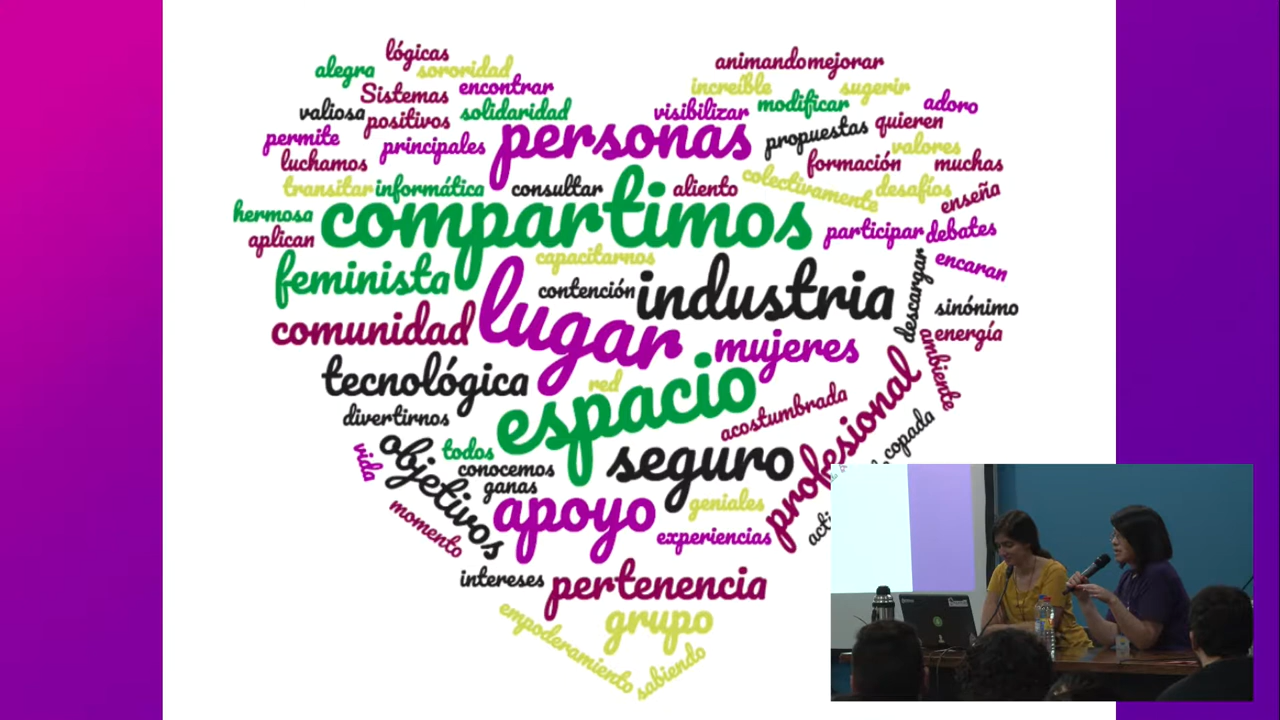 lógicas
animando mejorar
alegra sororidad
increíble sugerir
Sistemas encontrar
valiosa solidaridad visibilizar modificar adoro
positivos personas propuestas quieren
permite principales valores
luchamos formación muchas
transitar informática consultar aliento colectivamente desafíos
enseña
hermosa compartimos participar debates
aplican
capacitarnos encaran
feminista contención industria descargar
sinónimo
comunidad lugar mujeres energía
ambiente
tecnológica red espacio
divertirnos acostumbrada profesional
copada
vida objetivos todos seguro
conocemos
ganas
apoyo geniales
momento experiencias
intereses pertenencia
empoderamiento grupo
sabiendo